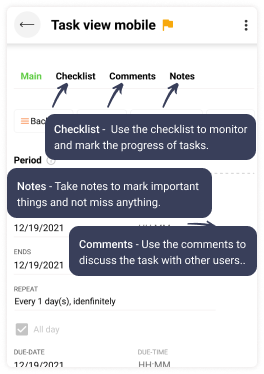 Task view mobile
Main Checklist Comments Notes
Bac
Checklist - Use the checklist to monitor
and mark the progress of tasks.
Period
Notes - Take notes to mark important
things and not miss anything.
12/19/2021 HH:MM
Comments - Use the comments to
discuss the task with other users..
ENDS
12/19/2021
REPEAT
Every 1 day(s), idenfinitely
All day
DUE-DATE DUE-TIME
12/19/2021 HH:MM